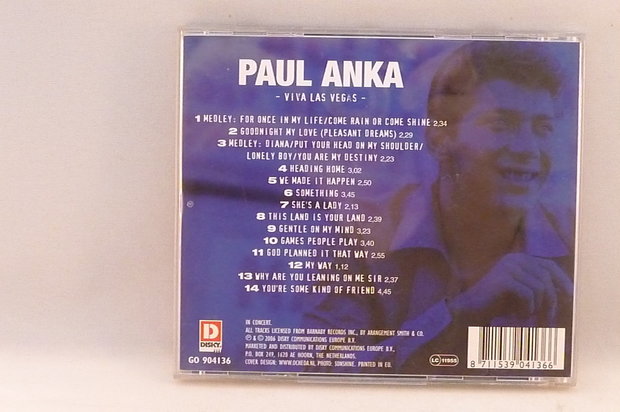 PAUL ANKA
- VIVA LAS VEGAS -
1 MEDLEY: FOR ONCE IN MY LIFE/COME RAIN OR COME SHINE 2,34
2 GOODNIGHT MY LOVE (PLEASANT DREAMS) 2,29
3 MEDLEY: DIANA/PUT YOUR HEAD ON MY SHOULDER/
LONELY BOY/YOU ARE MY DESTINY 2,23
4 HEADING HOME 3,02
5 WE MADE IT HAPPEN 2,50
6 SOMETHING 3,45
7 SHE'S A LADY 2,13
8 THIS LAND IS YOUR LAND 2,39
9 GENTLE ON MY MIND 3,23
10 GAMES PEOPLE PLAY 3,40
11 GOD PLANNED IT THAT WAY 2,55
12 MY WAY 1,12
13 WHY ARE YOU LEANING ON ME SIR 2,37
14 YOU'RE SOME KIND OF FRIEND 4,45
D
DISKY
GO 904136
IN CONCERT.
ALL TRACKS LICENSED FROM BARNABY RECORDS INC., BY ARANGEMENT SMITH & CO.
℗ & © 2006 DISKY COMMUNICATIONS EUROPE B.V.
MARKETED AND DISTRIBUTED BY DISKY COMMUNICATIONS EUROPE B.V.,
P.O. BOX 249, 1620 AE HOORN, THE NETHERLANDS.
COVER DESIGN: WWW.DCHEDA.NL PHOTO: SUNSHINE. PRINTED IN EU.
LC 11955
8 711539 041366